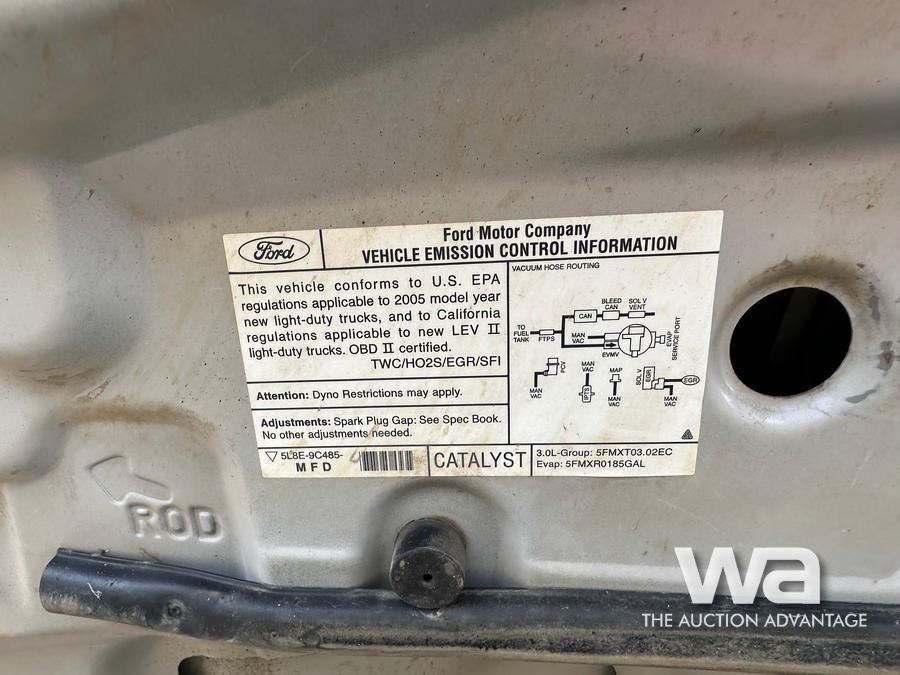 Ford
Ford Motor Company
VEHICLE EMISSION CONTROL INFORMATION
This vehicle conforms to U.S. EPA
regulations applicable to 2005 model year
new light-duty trucks, and to California
regulations applicable to new LEV II
light-duty trucks. OBD II certified.
TWC/HO2S/EGR/SFI
Attention: Dyno Restrictions may apply.
Adjustments: Spark Plug Gap: See Spec Book.
No other adjustments needed.
VACUUM HOSE ROUTING
TO FUEL TANK
FTPS
CAN
BLEED CAN
SOL V VENT
MAN VAC
EVMV
EVAP SERVICE PORT
MAN VAC
PCV
MAN VAC
IPTS
MAP
MAN VAC
SOL V
EGR
EGR
MAN VAC
5L8E-9C485-
MFD
CATALYST
3.0L-Group: 5FMXT03.02EC
Evap: 5FMXR0185GAL
ROD
wa
THE AUCTION ADVANTAGE